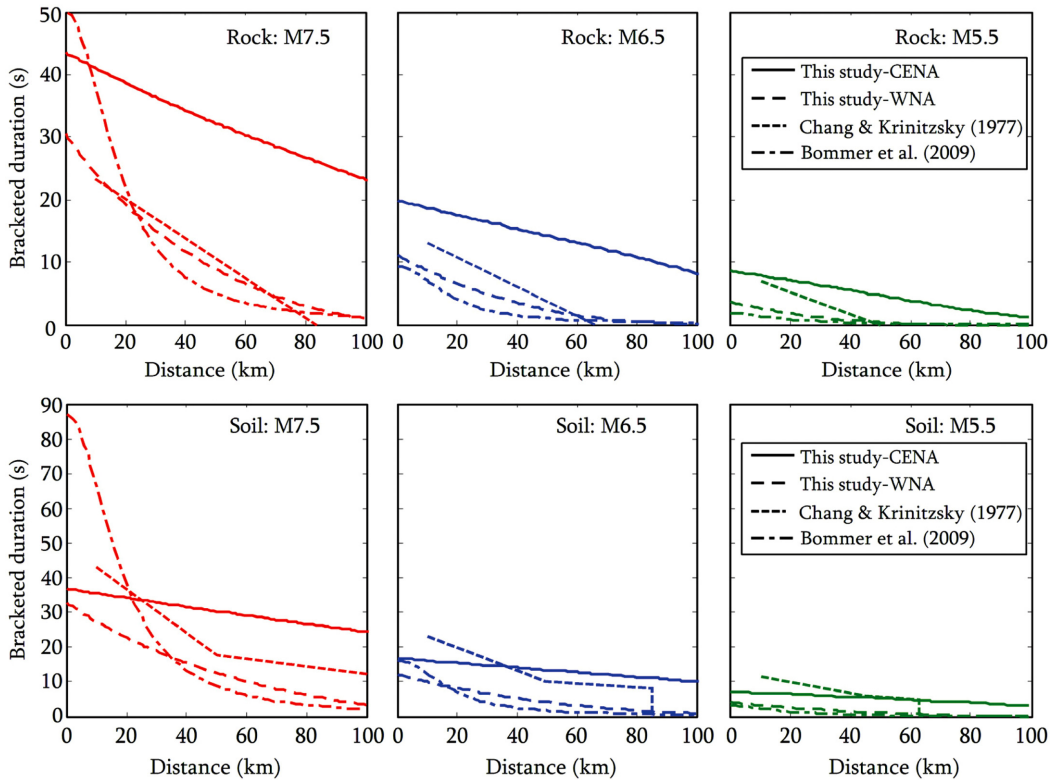 Rock: M7.5
Rock: M6.5
Rock: M5.5
50
40
30
20
10
0
Bracketed duration (s)
This study-CENA
This study-WNA
Chang & Krinitzsky (1977)
Bommer et al. (2009)
0 20 40 60 80 100
0 20 40 60 80 100
0 20 40 60 80 100
Distance (km)
Distance (km)
Distance (km)
Soil: M7.5
Soil: M6.5
Soil: M5.5
90
80
70
60
50
40
30
20
10
0
Bracketed duration (s)
This study-CENA
This study-WNA
Chang & Krinitzsky (1977)
Bommer et al. (2009)
0 20 40 60 80 100
0 20 40 60 80 100
0 20 40 60 80 100
Distance (km)
Distance (km)
Distance (km)